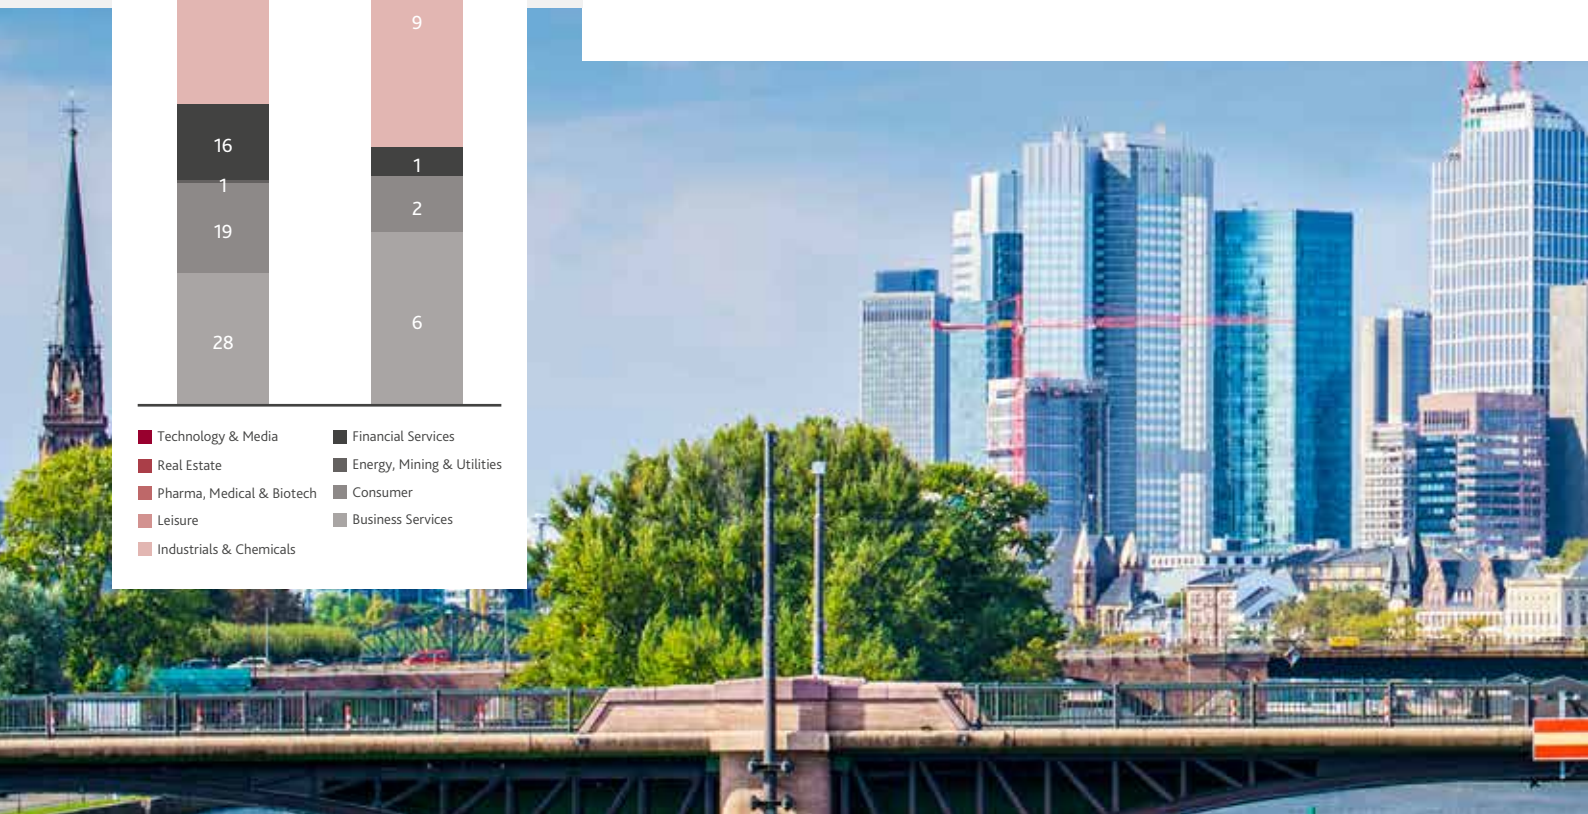 9
16
1
1
2
19
6
28
Technology & Media
Real Estate
Pharma, Medical & Biotech
Leisure
Industrials & Chemicals
Financial Services
Energy, Mining & Utilities
Consumer
Business Services